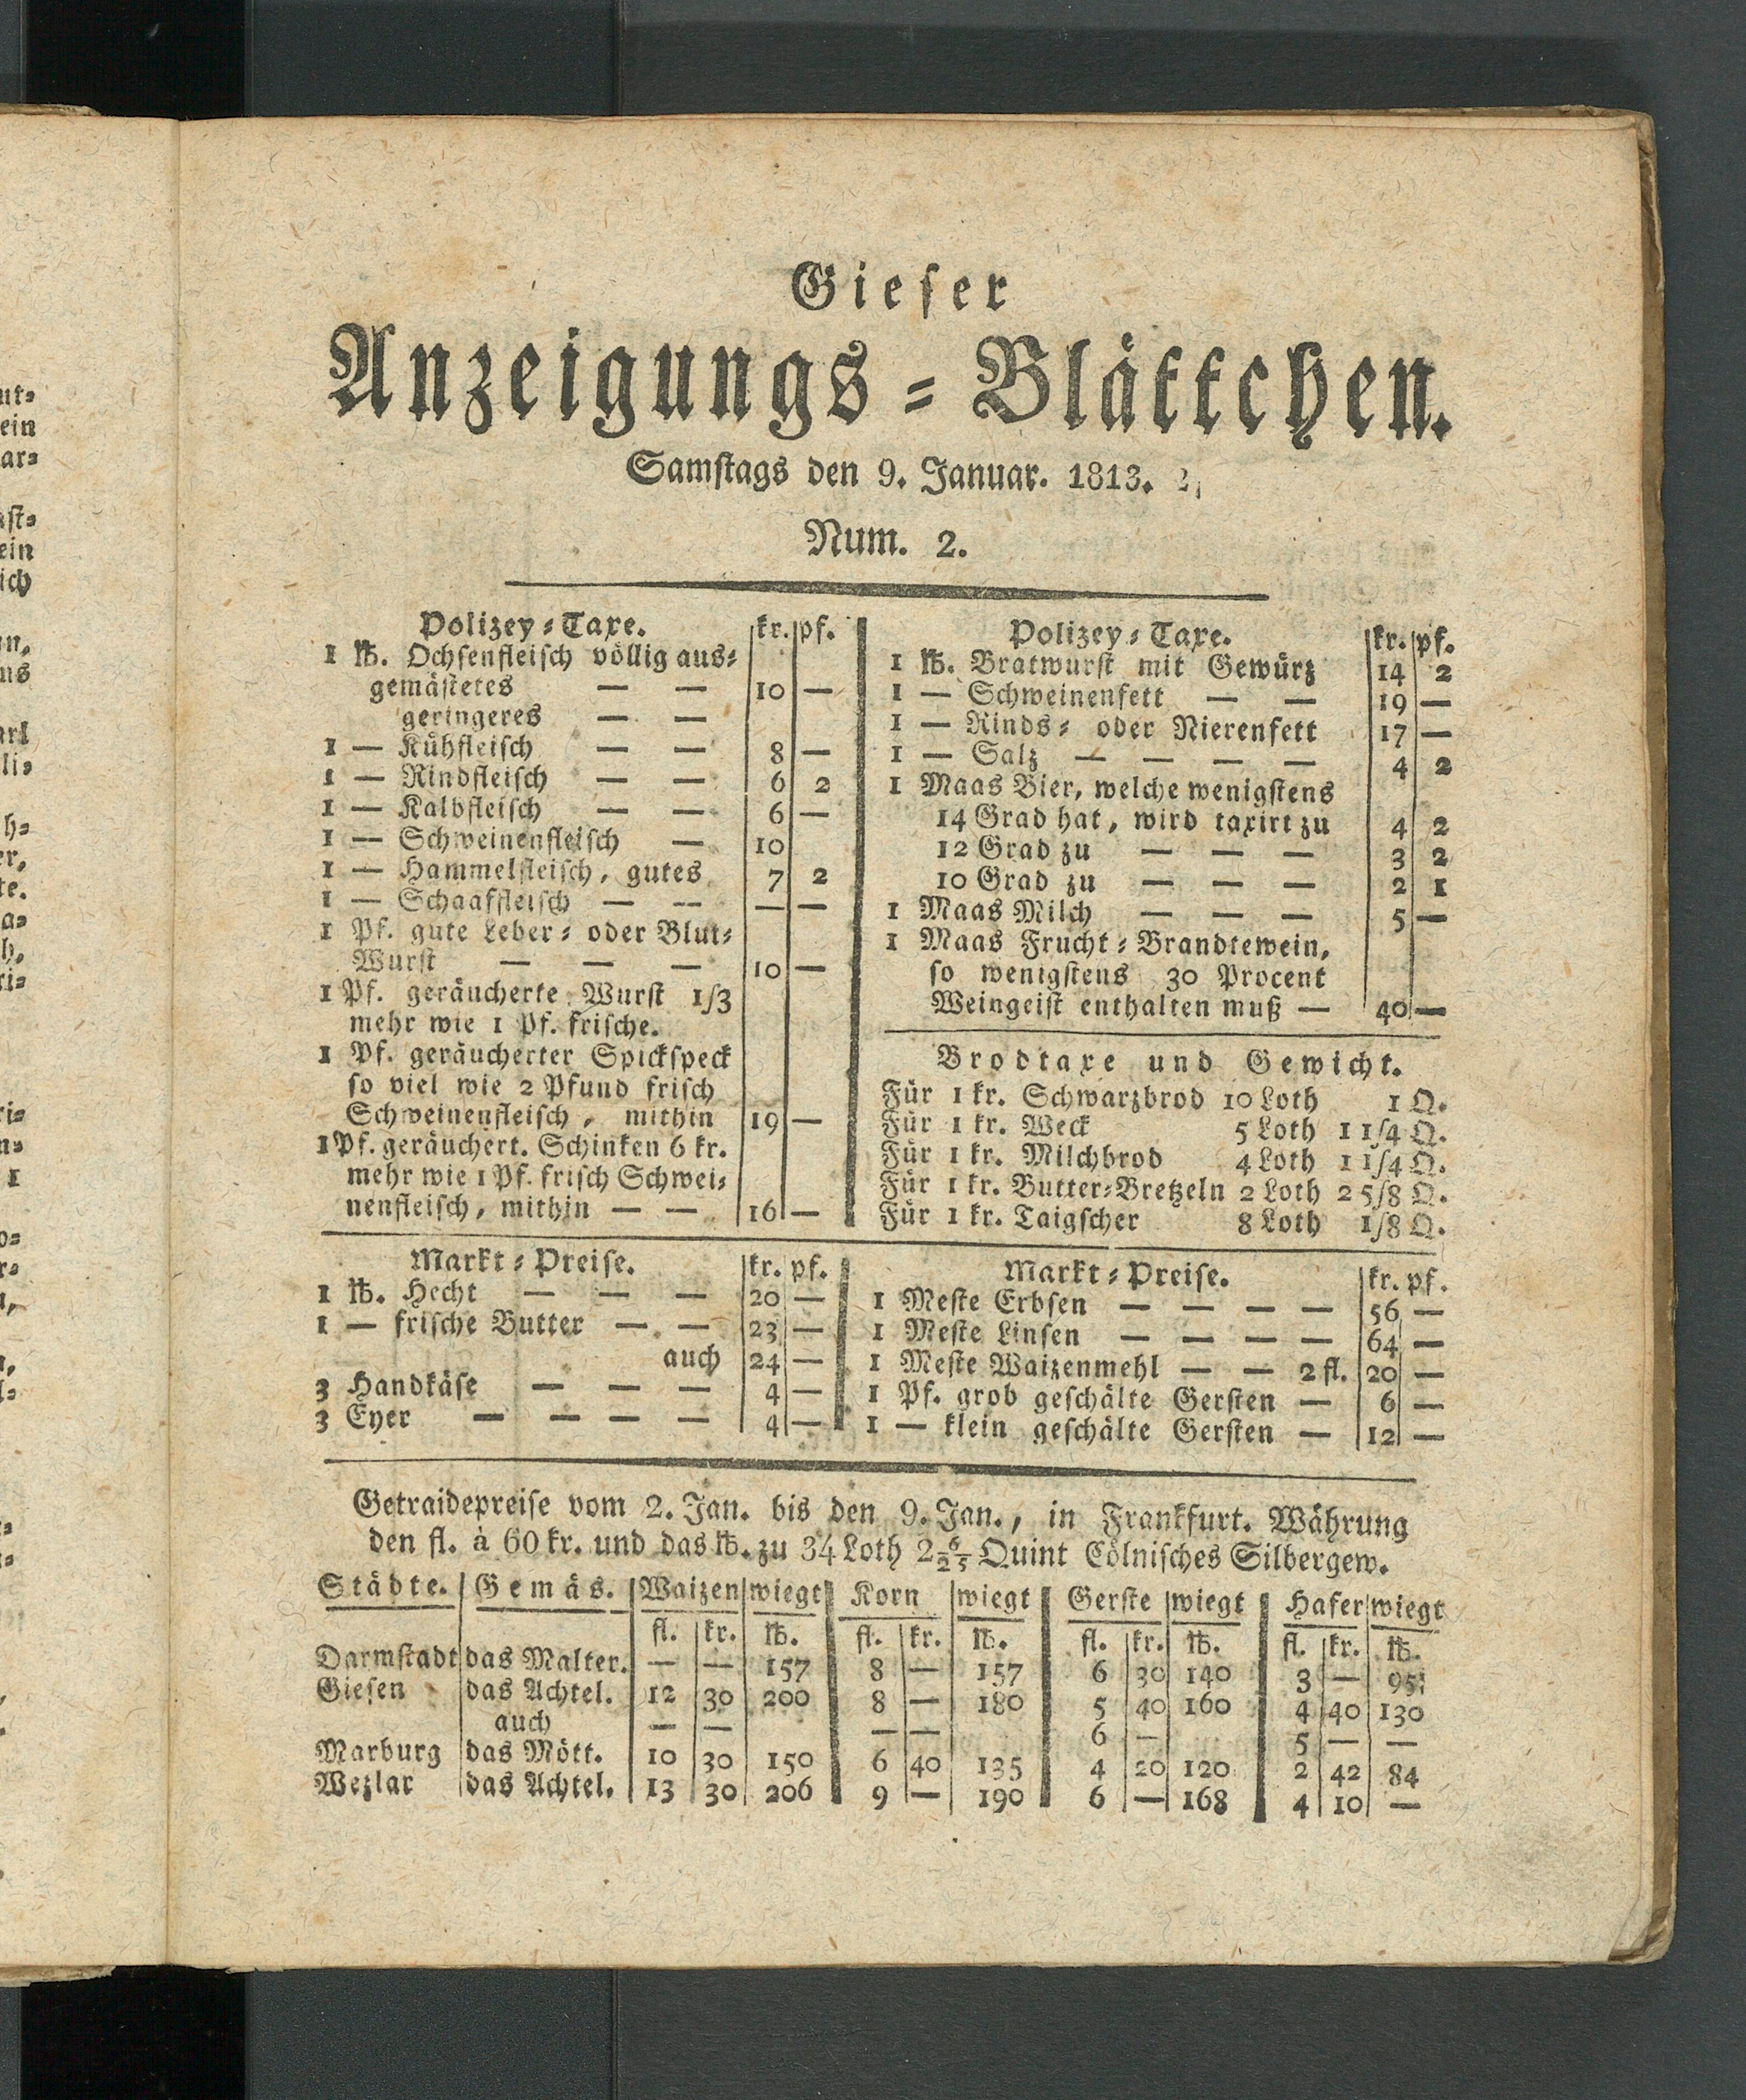 Gieser
Anzeigungs-Blättchen.
Samstags den 9. Januar. 1813.
Num. 2.
Polizey-Taxe. kr. pf.
1 ℔. Ochsenfleisch völlig aus-
gemästetes — — 10 —
geringeres — —
1 — Kühfleisch — — 8 —
1 — Rindfleisch — — 6 2
1 — Kalbfleisch — — 6 —
1 — Schweinenfleisch — 10
1 — Hammelfleisch, gutes 7 2
1 — Schaaffleisch — — — —
1 Pf. gute Leber- oder Blut-
Wurst — — — 10 —
1 Pf. geräucherte Wurst 1/3
mehr wie 1 Pf. frische.
1 Pf. geräucherter Spickspeck
so viel wie 2 Pfund frisch
Schweinenfleisch, mithin 19 —
1 Pf. geräuchert. Schinken 6 kr.
mehr wie 1 Pf. frisch Schwei-
nenfleisch, mithin — — 16 —
Polizey-Taxe. kr. pf.
1 ℔. Bratwurst mit Gewürz 14 2
1 — Schweinenfett — — 19 —
1 — Rinds- oder Nierenfett 17 —
1 — Salz — — — — 4 2
1 Maas Bier, welche wenigstens
14 Grad hat, wird taxirt zu 4 2
12 Grad zu — — — 3 2
10 Grad zu — — — 2 1
1 Maas Milch — — — 5 —
1 Maas Frucht-Brandtewein,
so wenigstens 30 Procent
Weingeist enthalten muß — 40 —
Brodtaxe und Gewicht.
Für 1 kr. Schwarzbrod 10 Loth 1 Q.
Für 1 kr. Weck 5 Loth 1 1/4 Q.
Für 1 kr. Milchbrod 4 Loth 1 1/4 Q.
Für 1 kr. Butter-Bretzeln 2 Loth 2 5/8 Q.
Für 1 kr. Taigscher 8 Loth 1/8 Q.
Markt-Preise. kr. pf.
1 ℔. Hecht — — — 20 —
1 — frische Butter — — 23 —
auch 24 —
3 Handkäse — — — 4 —
3 Eyer — — — — 4 —
Markt-Preise. kr. pf.
1 Meste Erbsen — — — — 56 —
1 Meste Linsen — — — — 64 —
1 Meste Waizenmehl — — 2 fl. 20 —
1 Pf. grob geschälte Gersten — 6 —
1 — klein geschälte Gersten — 12 —
Getraidepreise vom 2. Jan. bis den 9. Jan., in Frankfurt. Währung
den fl. à 60 kr. und das ℔. zu 34 Loth 2 6/25 Quint Cölnisches Silbergew.
Städte. Gemäs. Waizen wiegt Korn wiegt Gerste wiegt Hafer wiegt
fl. kr. ℔. fl. kr. ℔. fl. kr. ℔. fl. kr. ℔.
Darmstadt das Malter. — — 157 8 — 157 6 30 140 3 — 95
Giesen das Achtel. 12 30 200 8 — 180 5 40 160 4 40 130
auch — — — — 6 — 5 — —
Marburg das Mött. 10 30 150 6 40 135 4 20 120 2 42 84
Wezlar das Achtel. 13 30 206 9 — 190 6 — 168 4 10 —